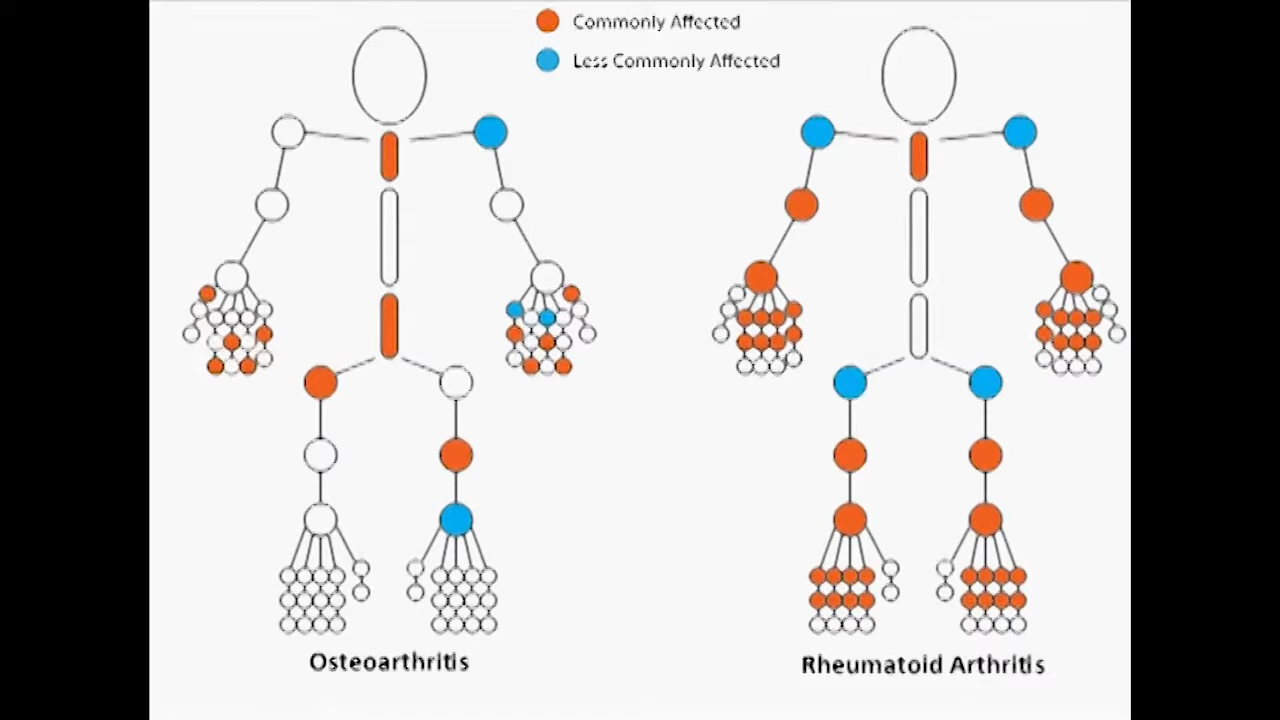 Commonly Affected
Less Commonly Affected
Osteoarthritis
Rheumatoid Arthritis